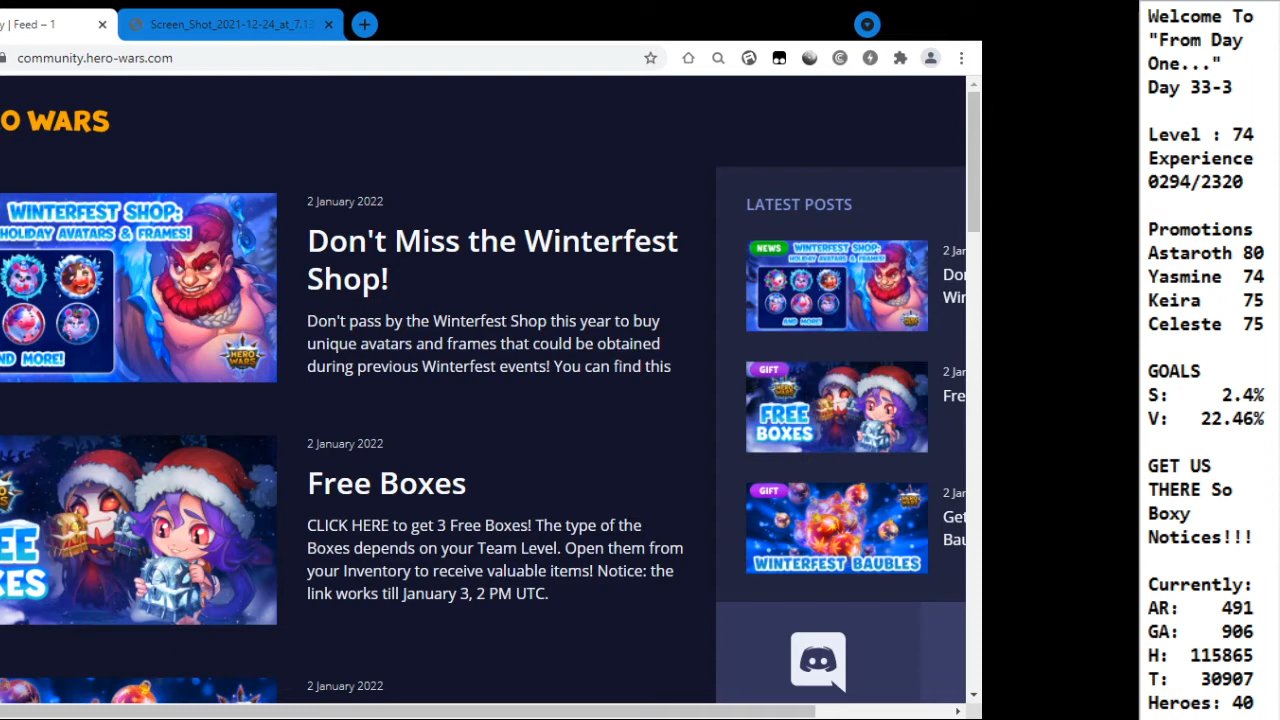 y | Feed – 1
Screen_Shot_2021-12-24_at_7.13
community.hero-wars.com
O WARS
WINTERFEST SHOP:
HOLIDAY AVATARS & FRAMES!
ND MORE!
HERO
WARS
2 January 2022
Don't Miss the Winterfest
Shop!
Don't pass by the Winterfest Shop this year to buy
unique avatars and frames that could be obtained
during previous Winterfest events! You can find this
EE
XES
2 January 2022
Free Boxes
CLICK HERE to get 3 Free Boxes! The type of the
Boxes depends on your Team Level. Open them from
your Inventory to receive valuable items! Notice: the
link works till January 3, 2 PM UTC.
2 January 2022
LATEST POSTS
NEWS
WINTERFEST SHOP:
HOLIDAY AVATARS & FRAMES!
AND MORE!
2 Jan
Do
Win
GIFT
FREE
BOXES
2 Jan
Fre
GIFT
WINTERFEST BAUBLES
2 Jan
Get
Bau
Welcome To
"From Day
One..."
Day 33-3
Level : 74
Experience
0294/2320
Promotions
Astaroth 80
Yasmine 74
Keira 75
Celeste 75
GOALS
S: 2.4%
V: 22.46%
GET US
THERE So
Boxy
Notices!!!
Currently:
AR: 491
GA: 906
H: 115865
T: 30907
Heroes: 40